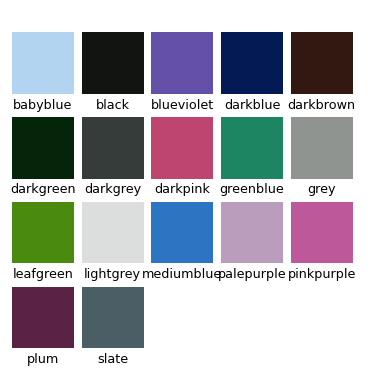 babyblue black blueviolet darkblue darkbrown
darkgreen darkgrey darkpink greenblue grey
leafgreen lightgrey mediumblue palepurple pinkpurple
plum slate